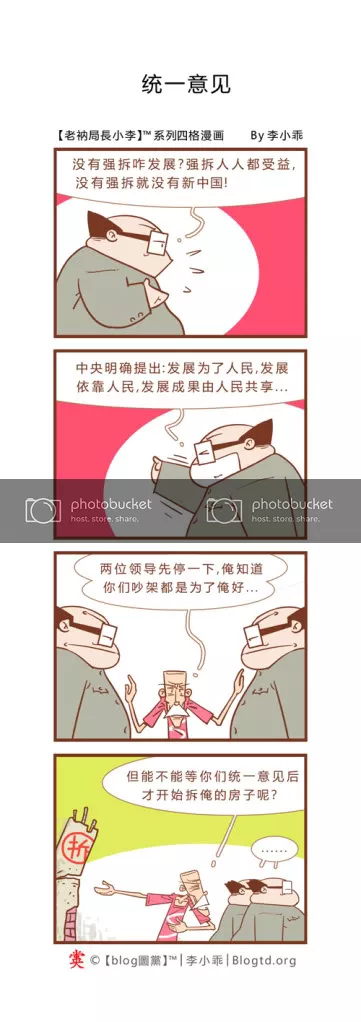 统一意见
【老衲局長小李】™系列四格漫画 By 李小乖
没有强拆咋发展?强拆人人都受益,
没有强拆就没有新中国!
中央明确提出:发展为了人民,发展
依靠人民,发展成果由人民共享...
photobucket
host. store. share.
photobucket
host. store. share.
两位领导先停一下,俺知道
你们吵架都是为了俺好...
但能不能等你们统一意见后
才开始拆俺的房子呢?
......
拆
© 【blog圖黨】™|李小乖|Blogtd.org